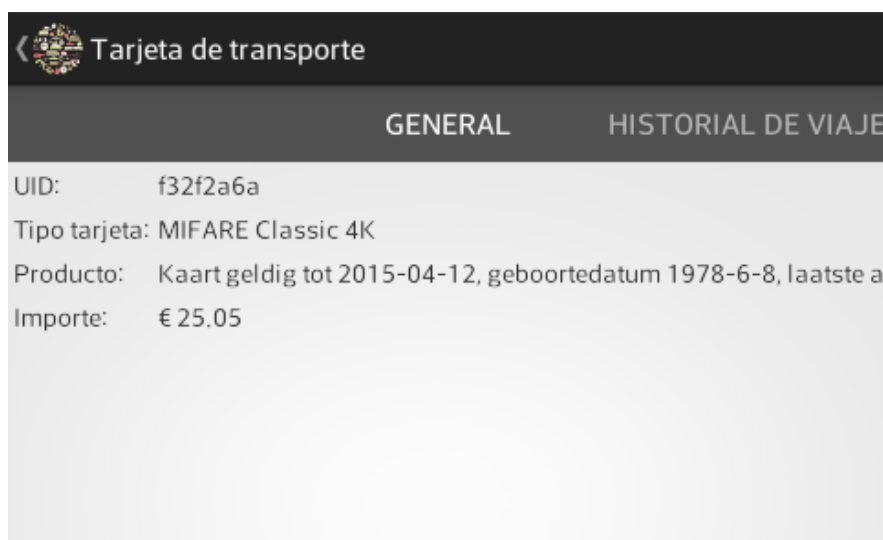 Tarjeta de transporte
GENERAL HISTORIAL DE VIAJE
UID: f32f2a6a
Tipo tarjeta: MIFARE Classic 4K
Producto: Kaart geldig tot 2015-04-12, geboortedatum 1978-6-8, laatste a
Importe: € 25.05